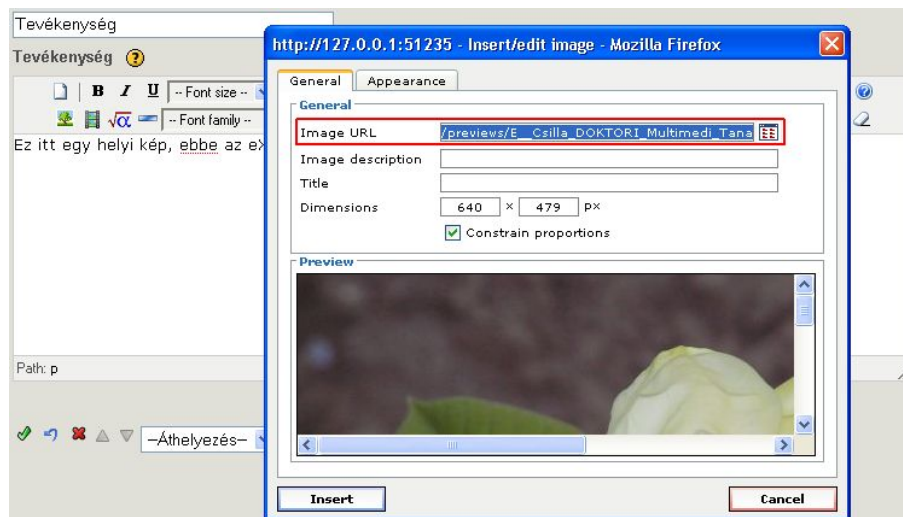 Tevékenység
Tevékenység ?
B I U -- Font size --
√α -- Font family --
Ez itt egy helyi kép, ebbe az eX
Path: p
–Áthelyezés–
http://127.0.0.1:51235 - Insert/edit image - Mozilla Firefox
General Appearance
General
Image URL /previews/E__Csilla_DOKTORI_Multimedi_Tana
Image description
Title
Dimensions 640 × 479 px
Constrain proportions
Preview
Insert Cancel